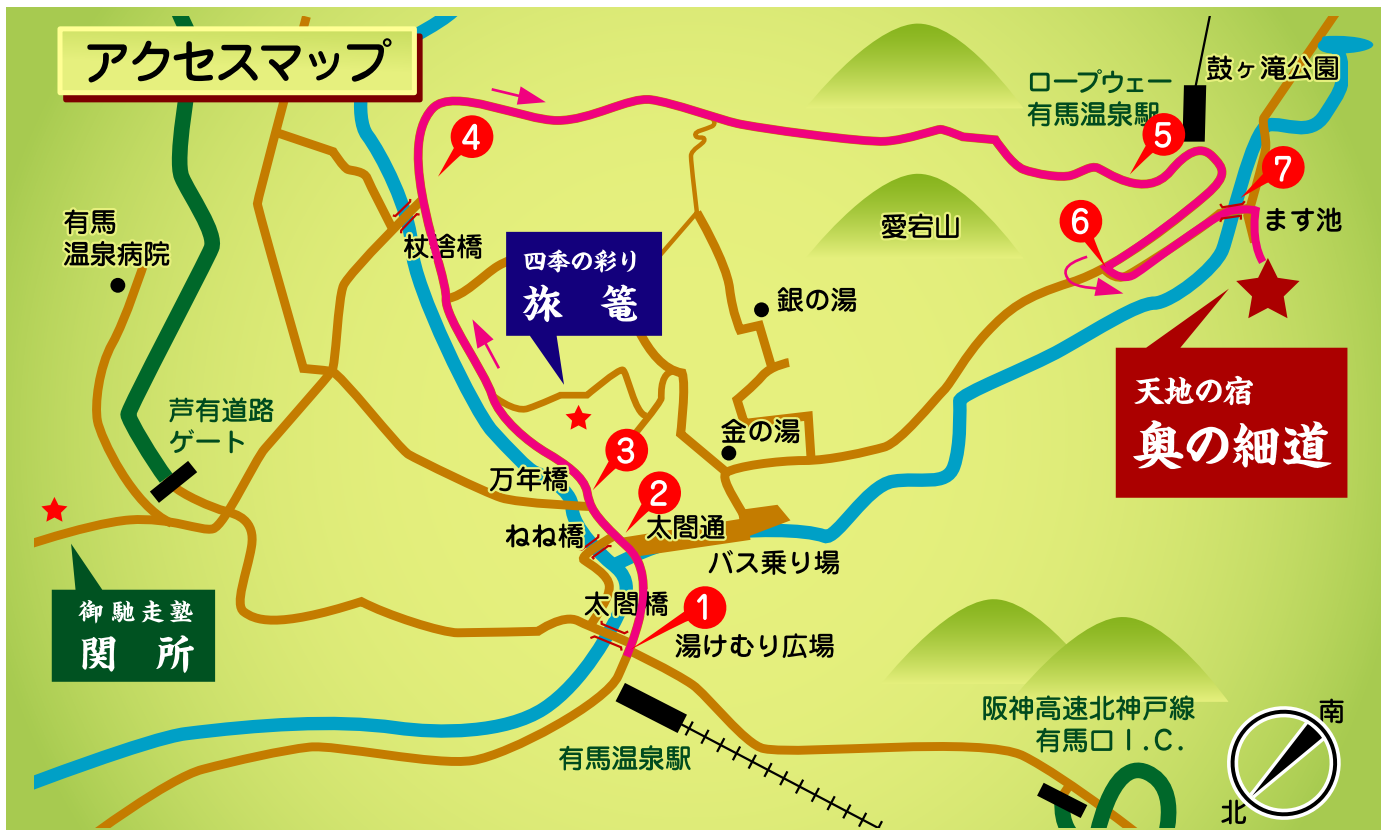 アクセスマップ
ロープウェー
有馬温泉駅
鼓ヶ滝公園
4
5
7
有馬
温泉病院
杖捨橋
6
ます池
愛宕山
四季の彩り
旅篭
銀の湯
天地の宿
奥の細道
芦有道路
ゲート
金の湯
3
万年橋
2
太閤通
ねね橋
バス乗り場
御馳走塾
関所
太閤橋
1
湯けむり広場
阪神高速北神戸線
有馬口I.C.
有馬温泉駅
南
北